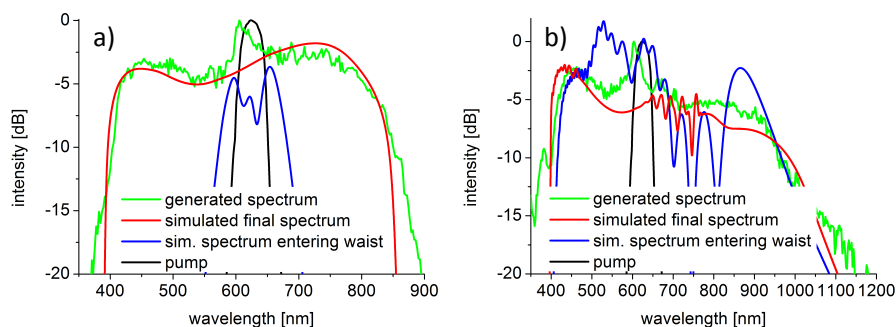 a)
intensity [dB]
0
-5
-10
-15
-20
generated spectrum
simulated final spectrum
sim. spectrum entering waist
pump
400
500
600
700
800
900
wavelength [nm]
b)
intensity [dB]
0
-5
-10
-15
-20
generated spectrum
simulated final spectrum
sim. spectrum entering waist
pump
400 500 600 700 800 900 1000 1100 1200
wavelength [nm]